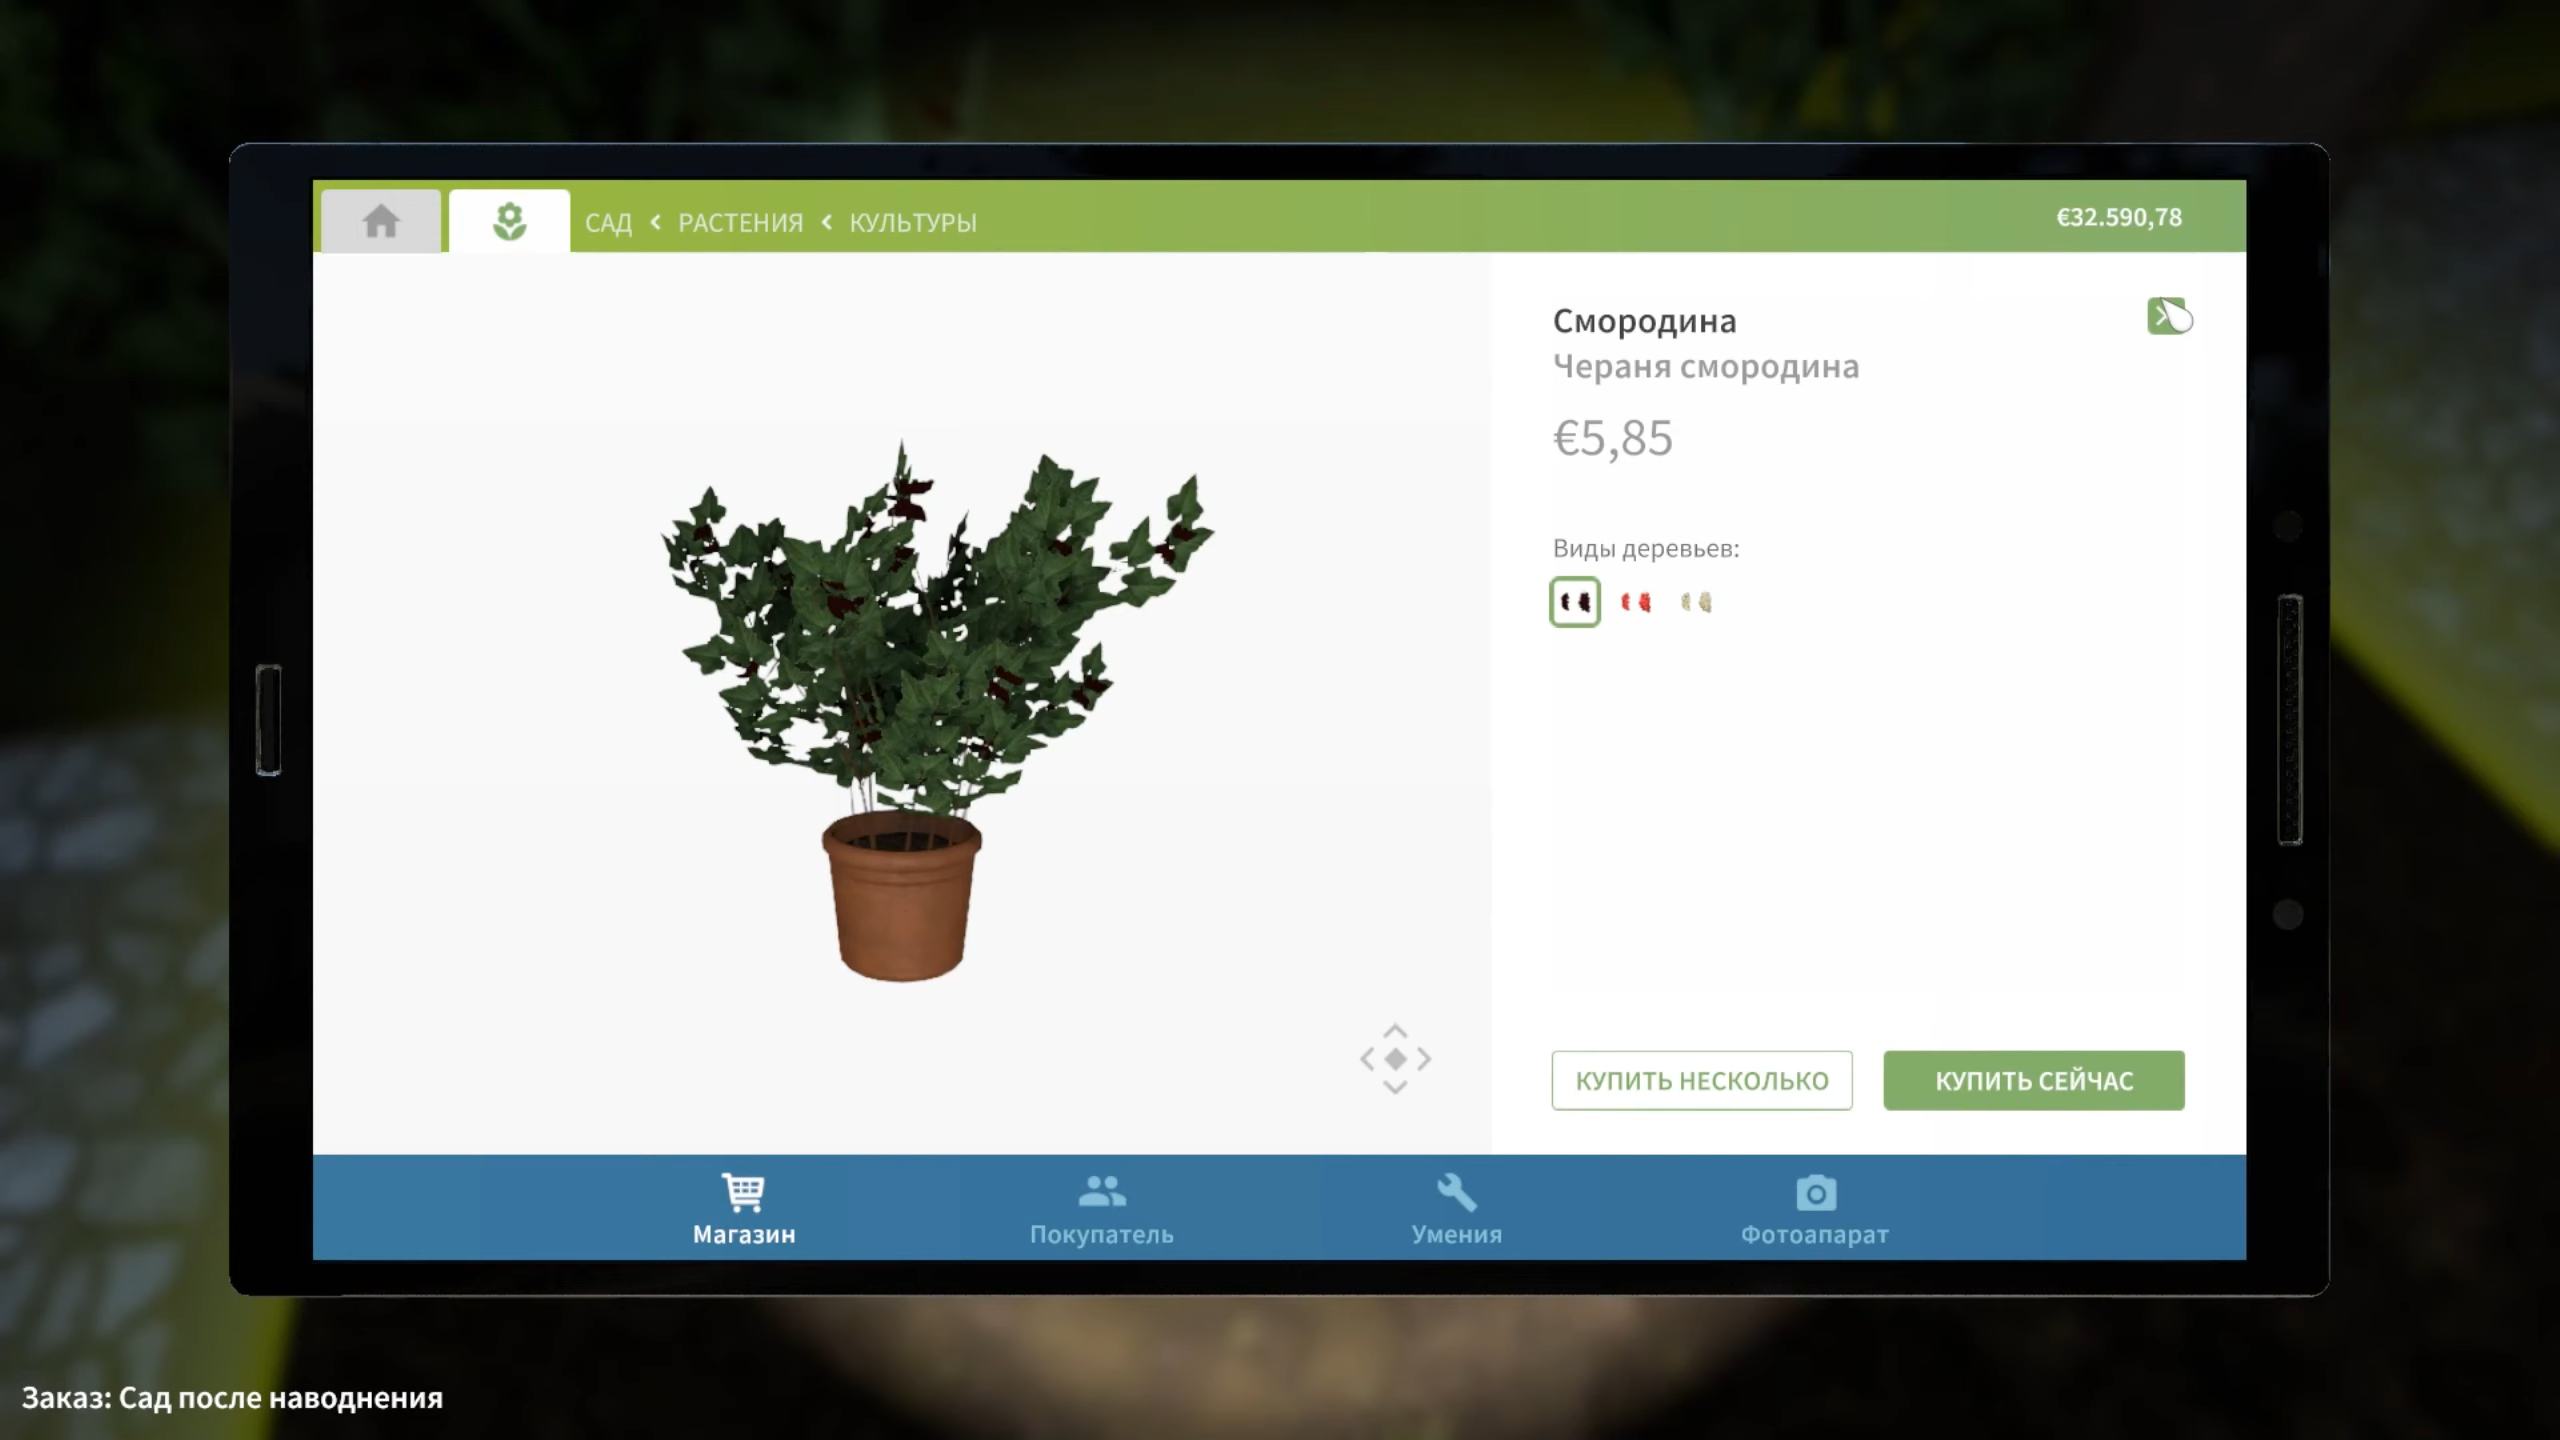 САД < РАСТЕНИЯ < КУЛЬТУРЫ
€32.590,78
Смородина
Чераня смородина
€5,85
Виды деревьев:
КУПИТЬ НЕСКОЛЬКО
КУПИТЬ СЕЙЧАС
Магазин
Покупатель
Умения
Фотоапарат
Заказ: Сад после наводнения